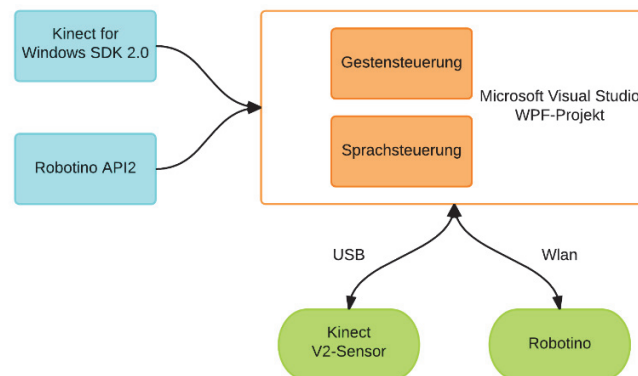 Kinect for
Windows SDK 2.0
Gestensteuerung
Microsoft Visual Studio
WPF-Projekt
Robotino API2
Sprachsteuerung
USB
Wlan
Kinect
V2-Sensor
Robotino